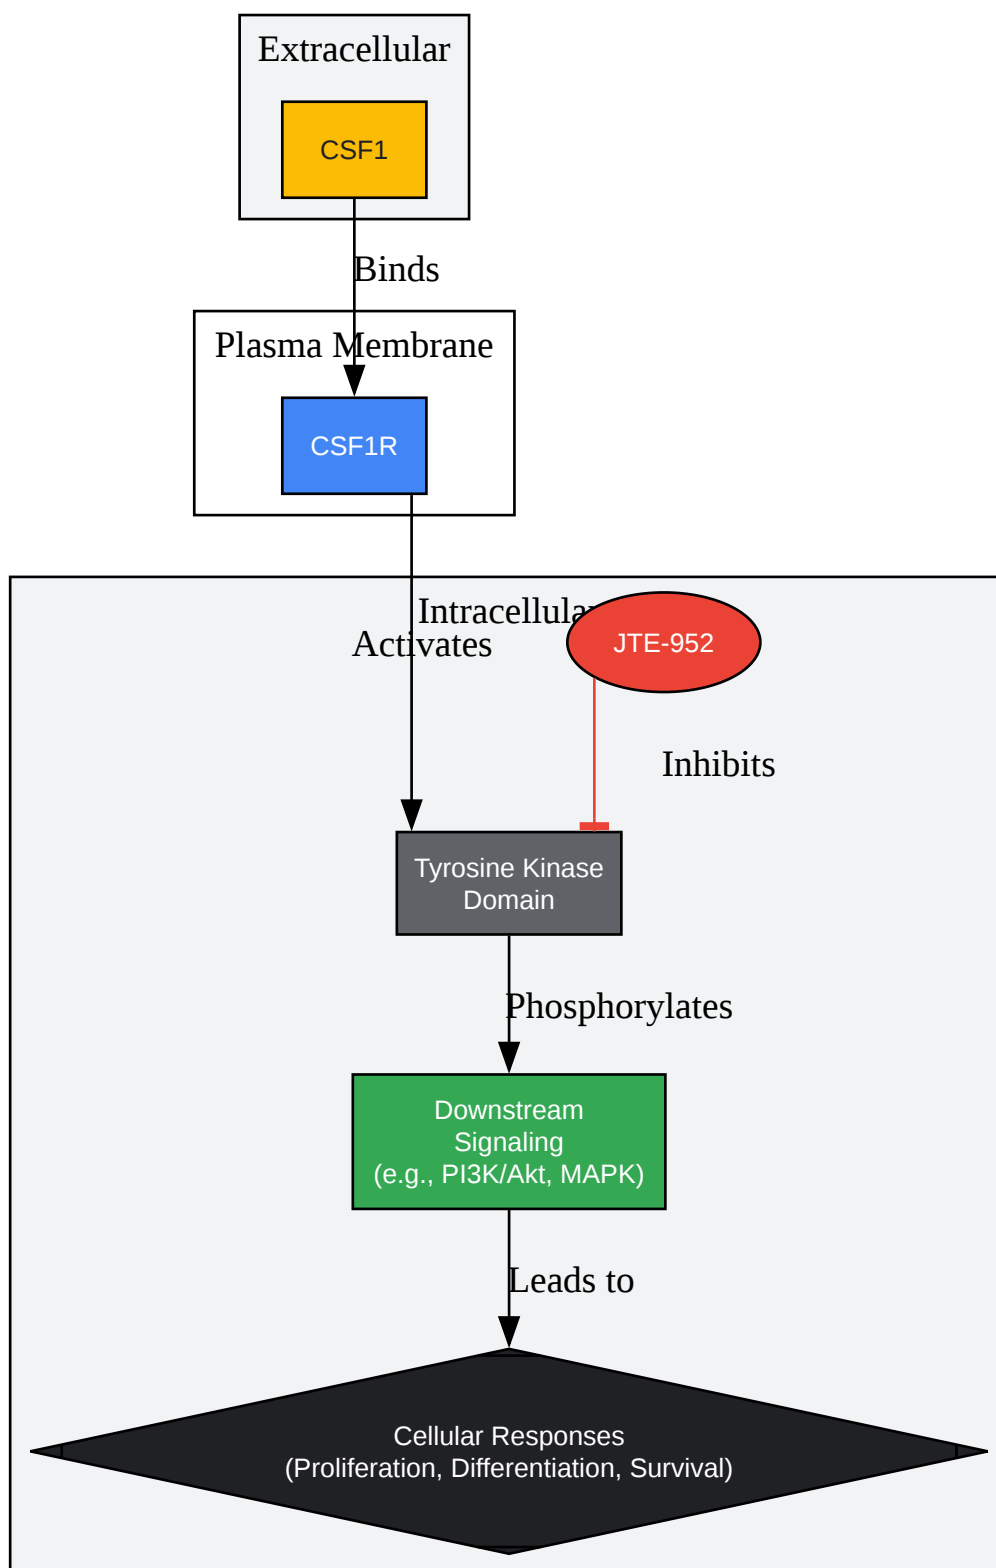 Extracellular
CSF1
Binds
Plasma Membrane
CSF1R
Intracellular
Activates
JTE-952
Inhibits
Tyrosine Kinase
Domain
Phosphorylates
Downstream
Signaling
(e.g., PI3K/Akt, MAPK)
Leads to
Cellular Responses
(Proliferation, Differentiation, Survival)